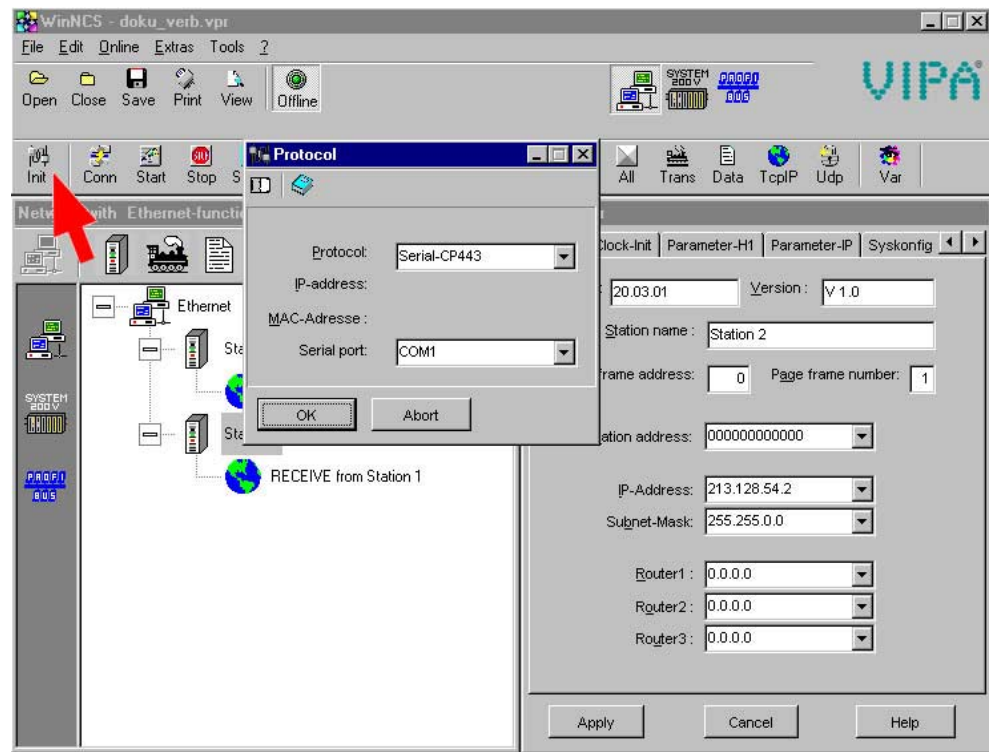 WinNCS - doku_verb.vpr
File Edit Online Extras Tools ?
Open Close Save Print View Offline
SYSTEM 200V
PROFI BUS
VIPA
Init Conn Start Stop
All Trans Data TcpIP Udp Var
Protocol
Protocol: Serial-CP443
IP-address:
MAC-Adresse :
Serial port: COM1
OK Abort
with Ethernet-functi
Ethernet
RECEIVE from Station 1
SYSTEM 200V
PROFI BUS
Clock-Init Parameter-H1 Parameter-IP Syskonfig
20.03.01 Version : V 1.0
Station name : Station 2
frame address: 0 Page frame number: 1
ation address: 000000000000
IP-Address: 213.128.54.2
Subnet-Mask: 255.255.0.0
Router1 : 0.0.0.0
Router2 : 0.0.0.0
Router3 : 0.0.0.0
Apply Cancel Help